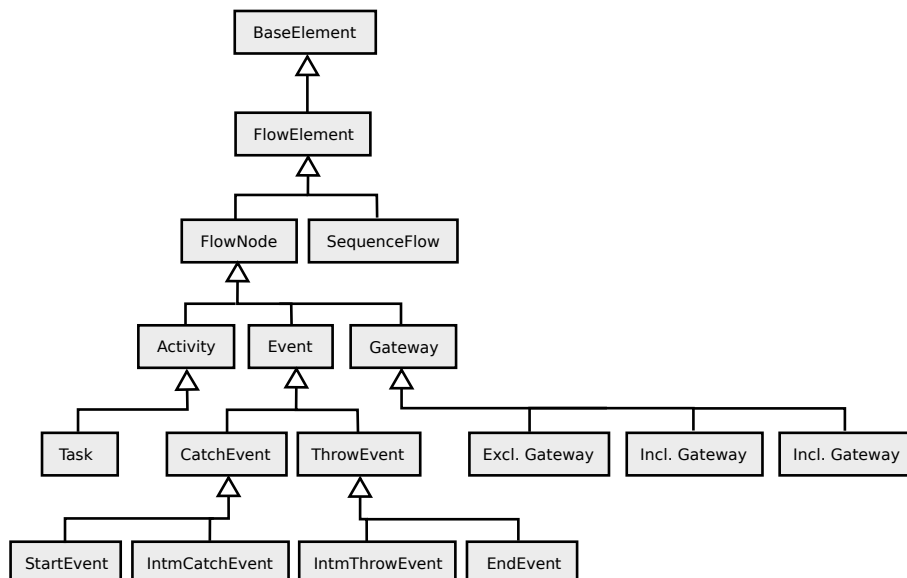 BaseElement
FlowElement
FlowNode
SequenceFlow
Activity
Event
Gateway
Task
CatchEvent
ThrowEvent
Excl. Gateway
Incl. Gateway
Incl. Gateway
StartEvent
IntmCatchEvent
IntmThrowEvent
EndEvent